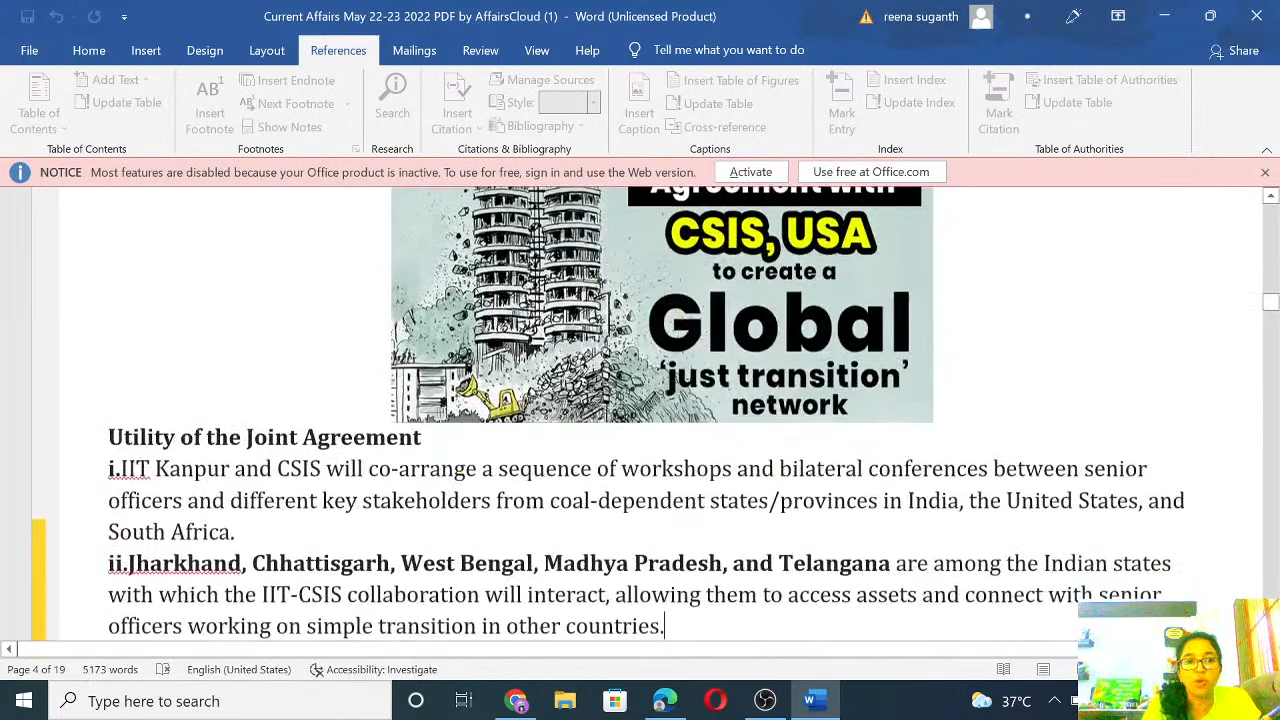 Current Affairs May 22-23 2022 PDF by AffairsCloud (1) - Word (Unlicensed Product)
reena suganth
File Home Insert Design Layout References Mailings Review View Help Tell me what you want to do Share
Table of Contents
Add Text
Update Table
Table of Contents
AB1 Insert Footnote
Insert Endnote
Next Footnote
Show Notes
Footnotes
Search
Research
Insert Citation
Manage Sources
Style:
Bibliography
Citations & Bibliography
Insert Caption
Insert Table of Figures
Update Table
Cross-reference
Captions
Mark Entry
Insert Index
Update Index
Index
Mark Citation
Insert Table of Authorities
Update Table
Table of Authorities
NOTICE Most features are disabled because your Office product is inactive. To use for free, sign in and use the Web version. Activate Use free at Office.com
Agreement with
CSIS, USA
to create a
Global
‘just transition’
network
Utility of the Joint Agreement
i.IIT Kanpur and CSIS will co-arrange a sequence of workshops and bilateral conferences between senior
officers and different key stakeholders from coal-dependent states/provinces in India, the United States, and
South Africa.
ii.Jharkhand, Chhattisgarh, West Bengal, Madhya Pradesh, and Telangana are among the Indian states
with which the IIT-CSIS collaboration will interact, allowing them to access assets and connect with senior
officers working on simple transition in other countries.
Page 4 of 19 5173 words English (United States) Accessibility: Investigate
Type here to search
37°C